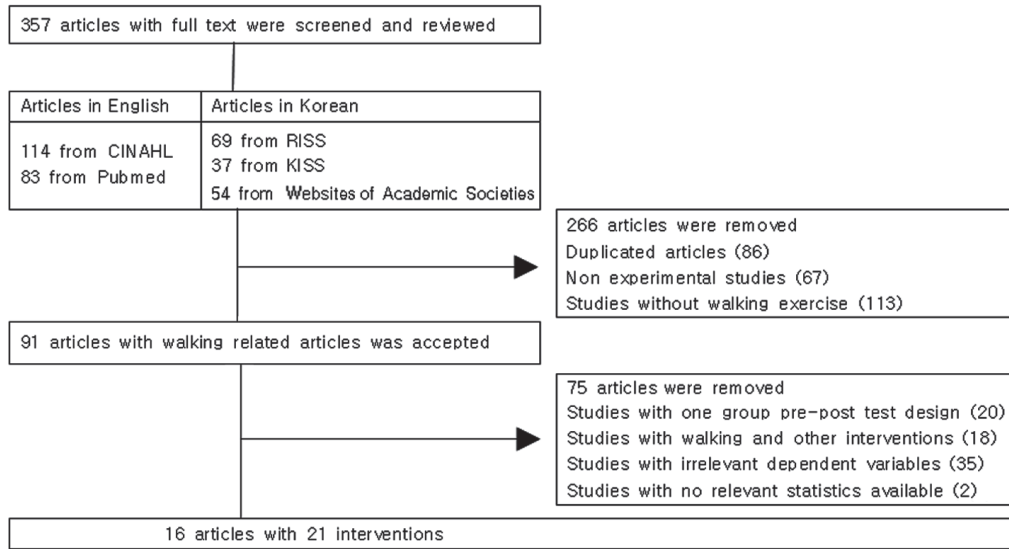 357 articles with full text were screened and reviewed
Articles in English
114 from CINAHL
83 from Pubmed
Articles in Korean
69 from RISS
37 from KISS
54 from Websites of Academic Societies
266 articles were removed
Duplicated articles (86)
Non experimental studies (67)
Studies without walking exercise (113)
91 articles with walking related articles was accepted
75 articles were removed
Studies with one group pre-post test design (20)
Studies with walking and other interventions (18)
Studies with irrelevant dependent variables (35)
Studies with no relevant statistics available (2)
16 articles with 21 interventions